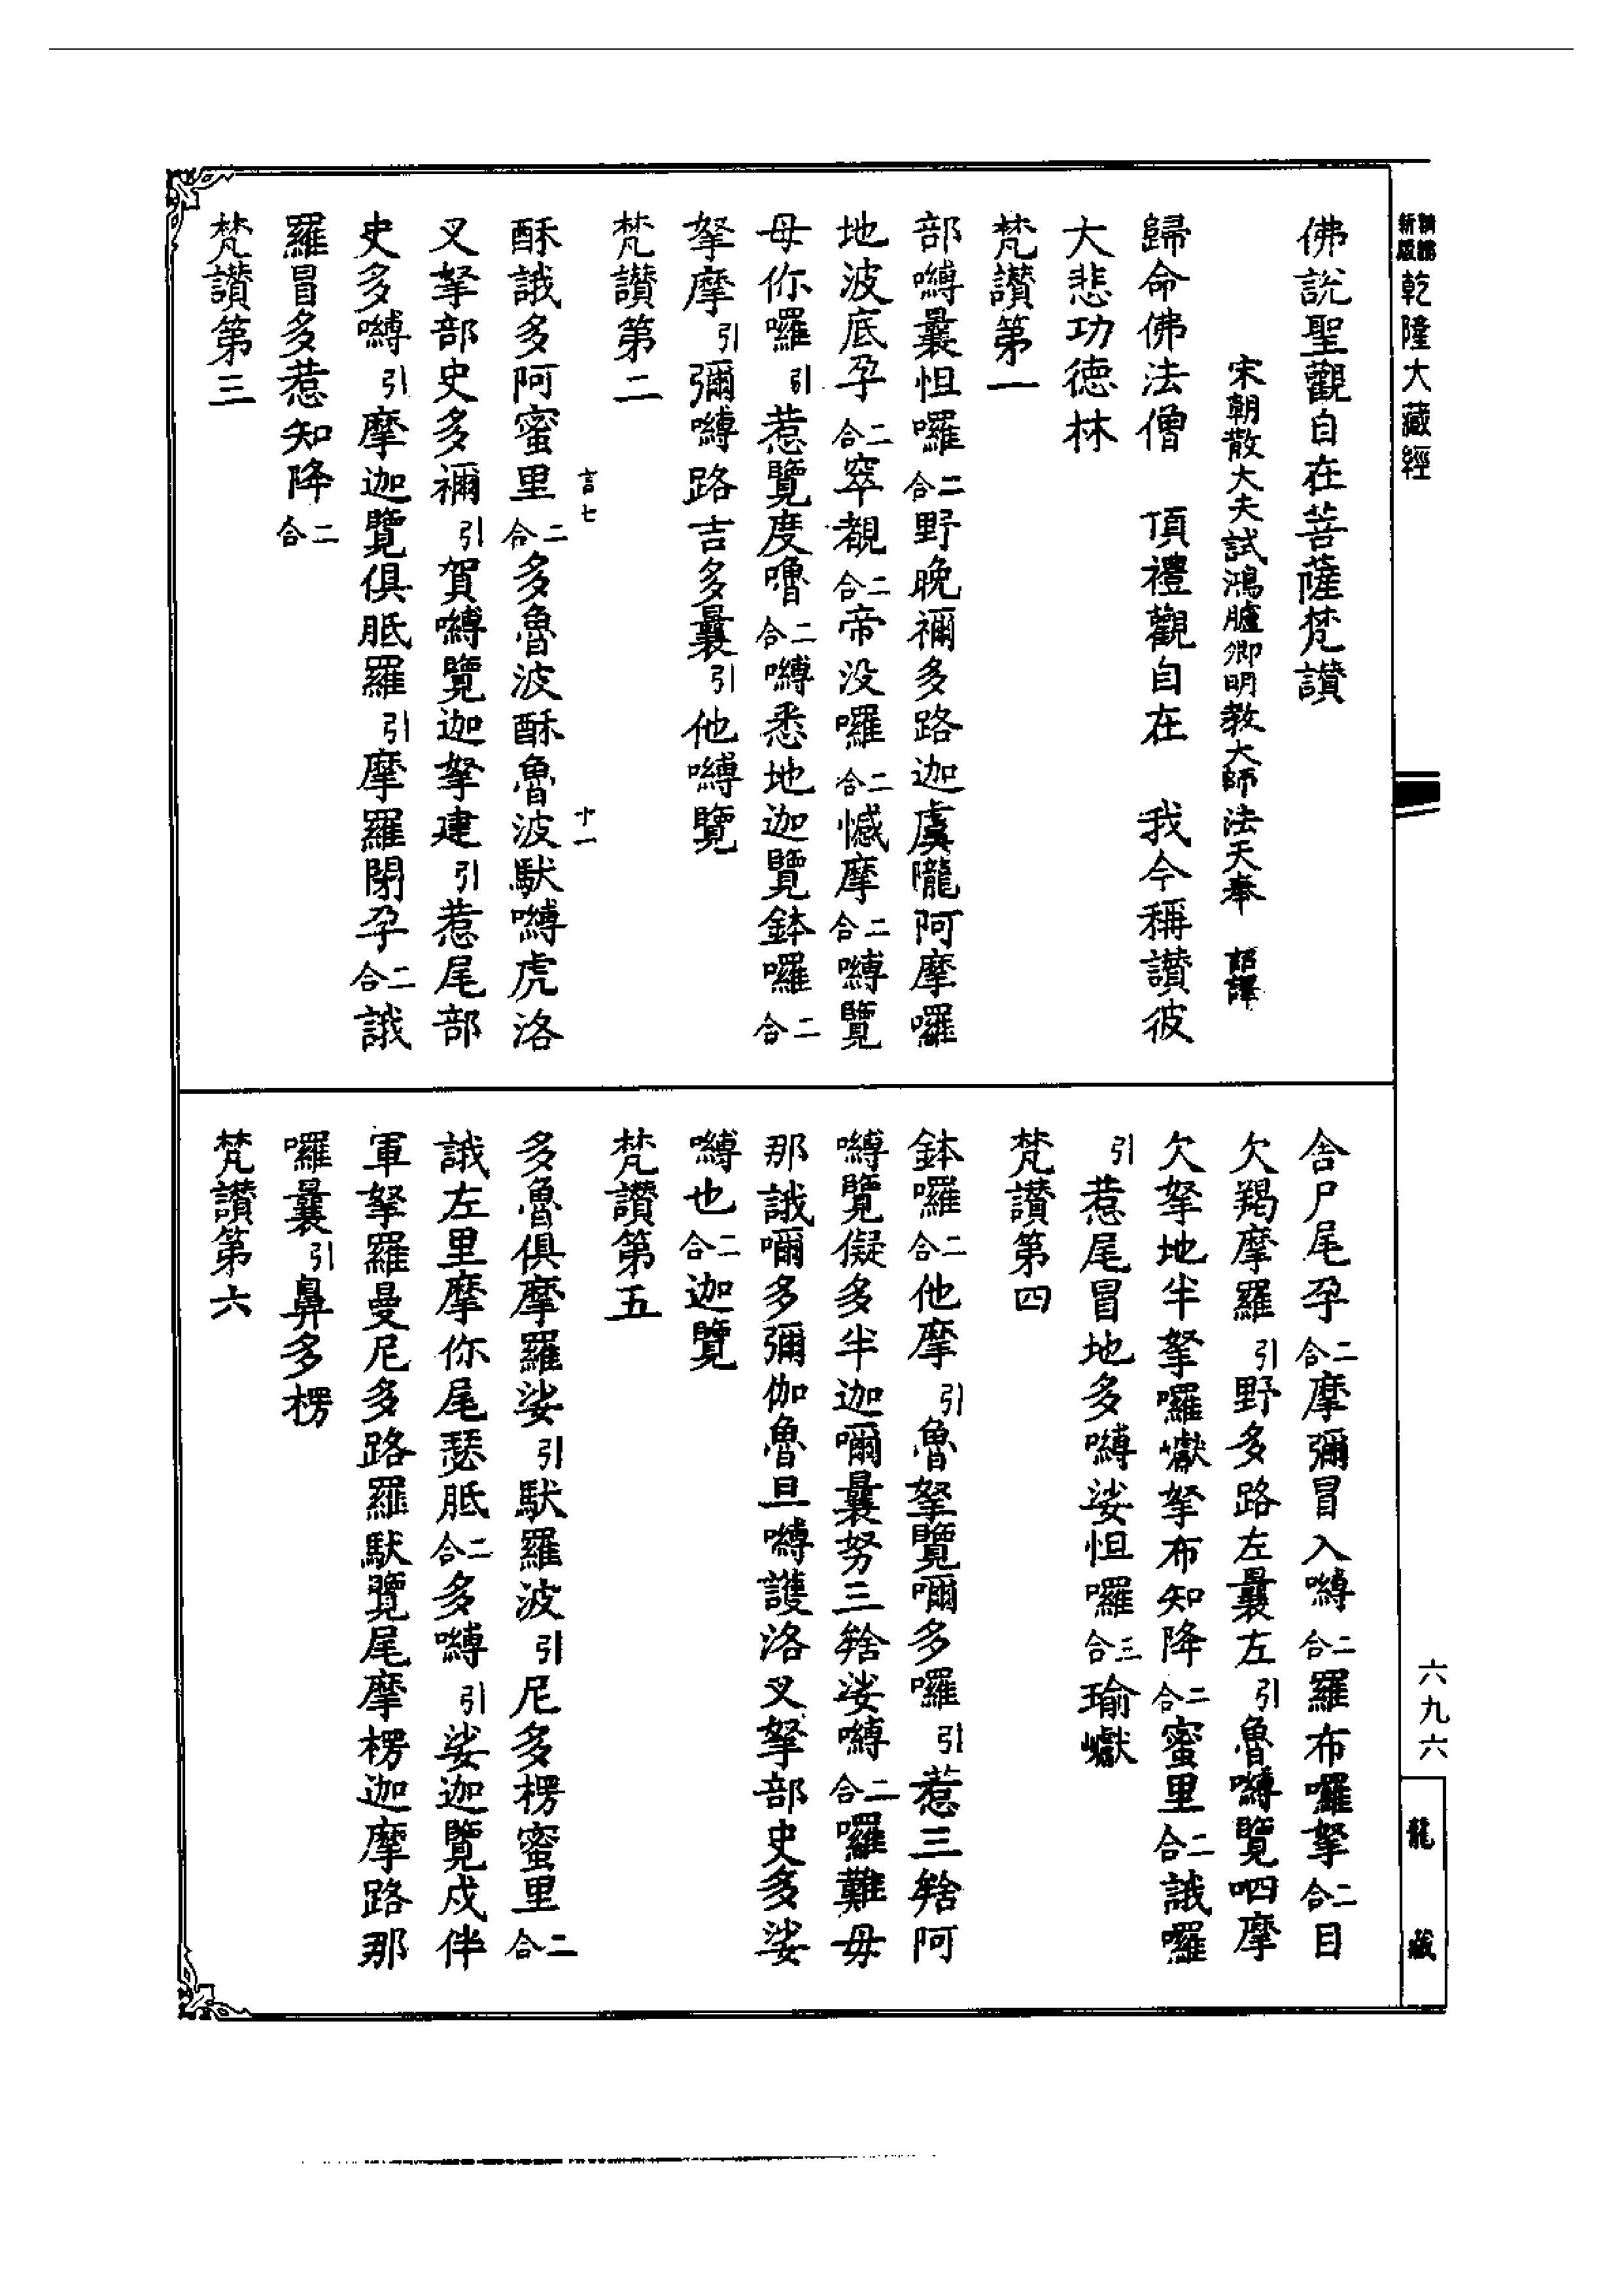 新編
新版
乾隆大藏經
佛說聖觀自在菩薩梵讚
宋朝散大夫試鴻臚卿明教大師法天奉 詔譯
歸命佛法僧 頂禮觀自在 我今稱讚彼
大悲功德林
梵讚第一
部嚩曩怛囉二合野晚禰多路迦虞隴阿摩囉
地波底孕二合窣覩二合帝没囉二合憾摩二合嚩覽
母你囉引惹覽度嚕二合嚩悉地迦覽鉢囉二合
拏摩引彌嚩路吉多曩引他嚩覽
梵讚第二
言七
十一
酥誐多阿蜜里二合多魯波酥魯波馱嚩虎洛
叉拏部史多禰引賀嚩覽迦拏建引惹尾部
史多嚩引摩迦覽俱胝羅引摩羅閉孕二合誐
羅冒多惹知降二合
梵讚第三
舍尸尾孕二合摩彌冒入嚩二合羅布囉拏二合目
欠羯摩羅引野多路左曩左引魯嚩覽呬摩
欠拏地半拏囉巘拏布知降二合蜜里二合誐囉
引惹尾冒地多嚩娑怛囉三合瑜巘
梵讚第四
鉢囉二合他摩引魯拏覽嚩多囉引惹三舝阿
嚩覽儗多半迦嚩曩努三舝娑嚩二合囉難毋
那誐嚩多彌伽魯旦嚩謢洛叉拏部史多娑
嚩也二合迦覽
梵讚第五
多魯俱摩羅娑引馱羅波引尼多楞蜜里二合
誐左里摩你尾瑟胝二合多嚩引娑迦覽戍伴
軍拏羅曼尼多路羅馱覽尾摩楞迦摩路那
囉曩引鼻多楞
梵讚第六
六九六
龍藏